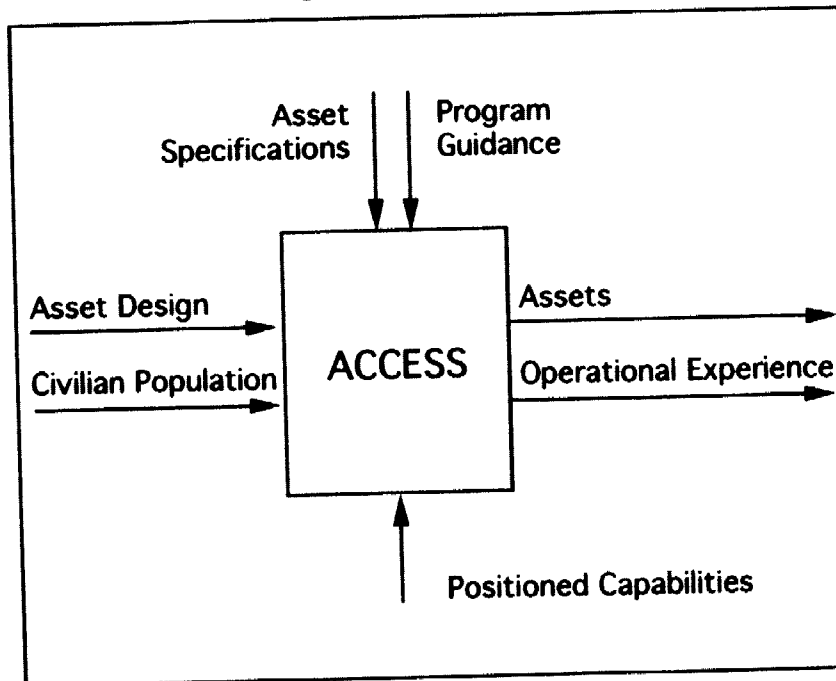 Asset
Specifications
Program
Guidance
Asset Design
Civilian Population
ACCESS
Assets
Operational Experience
Positioned Capabilities